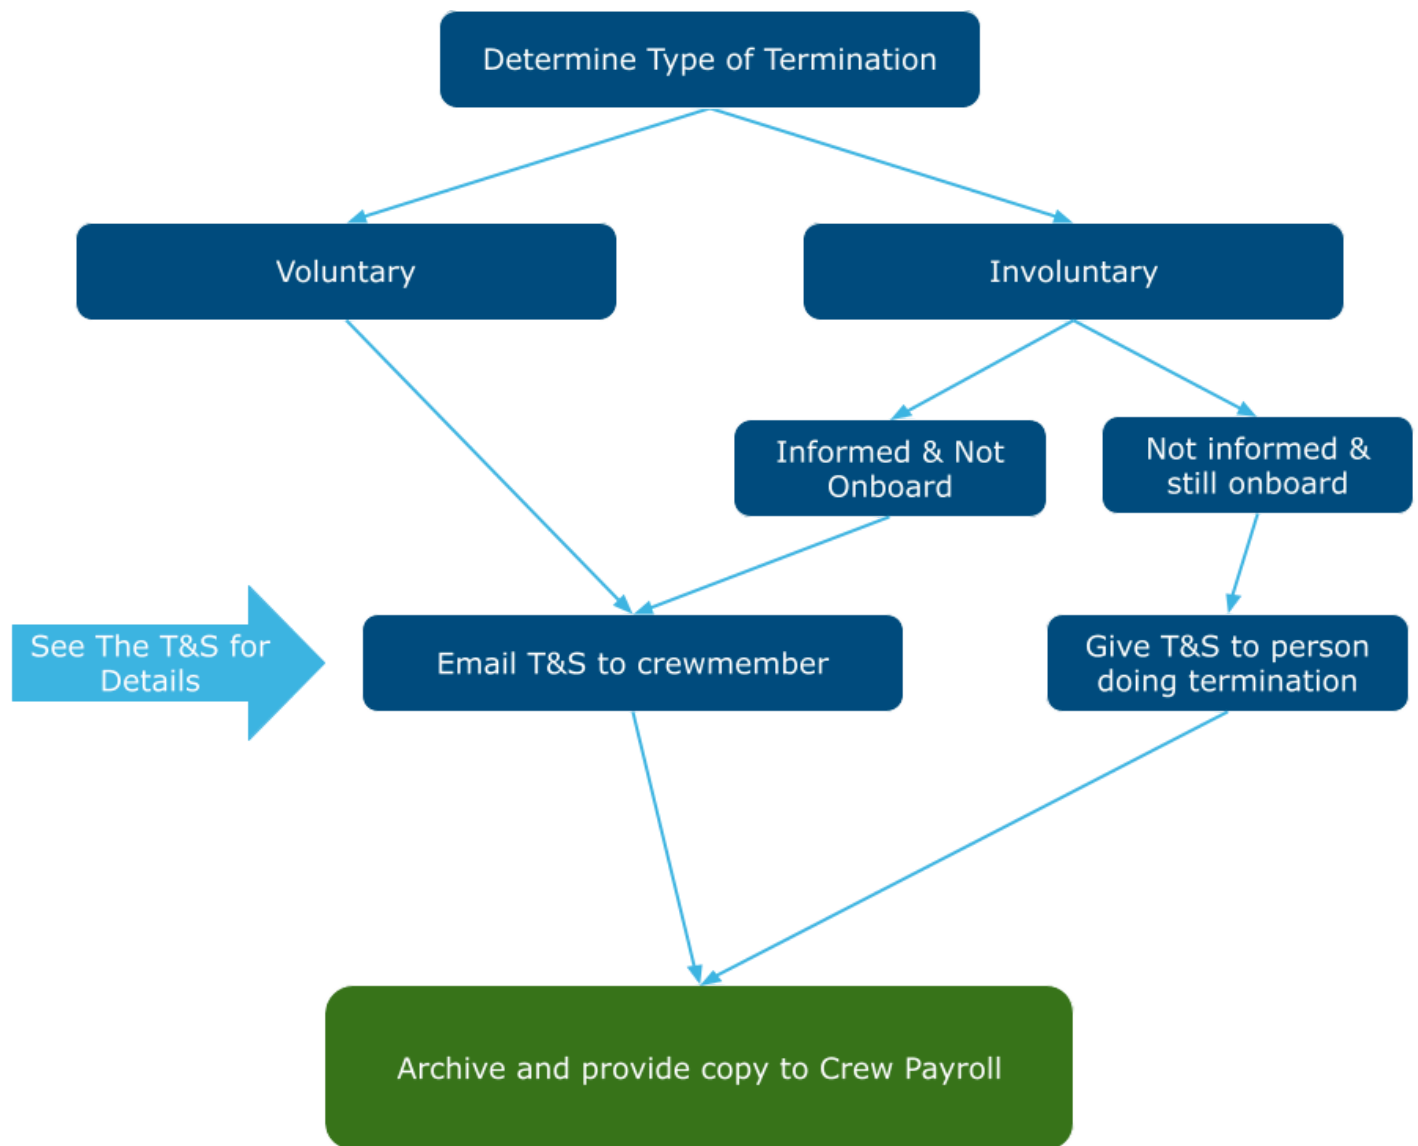 Determine Type of Termination
Voluntary
Involuntary
Informed & Not
Onboard
Not informed &
still onboard
See The T&S for
Details
Email T&S to crewmember
Give T&S to person
doing termination
Archive and provide copy to Crew Payroll